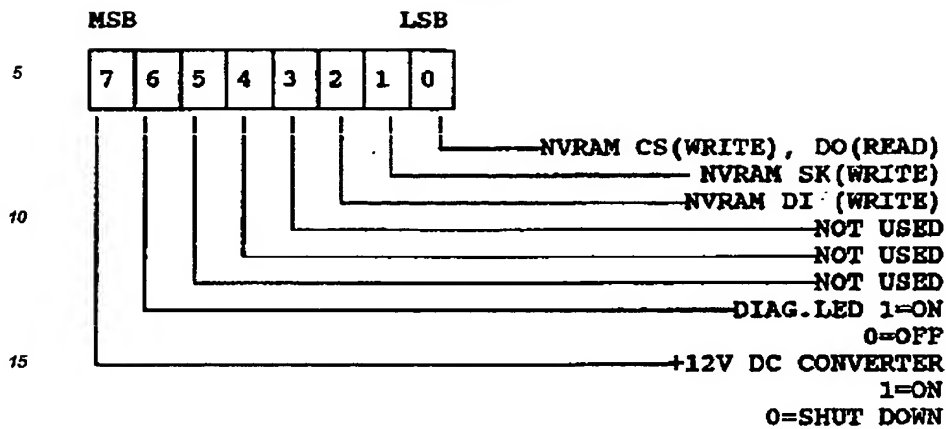 MSB LSB
5
7 6 5 4 3 2 1 0
NVRAM CS(WRITE), DO(READ)
NVRAM SK(WRITE)
NVRAM DI (WRITE)
10
NOT USED
NOT USED
NOT USED
DIAG.LED 1=ON
0=OFF
15
+12V DC CONVERTER
1=ON
0=SHUT DOWN